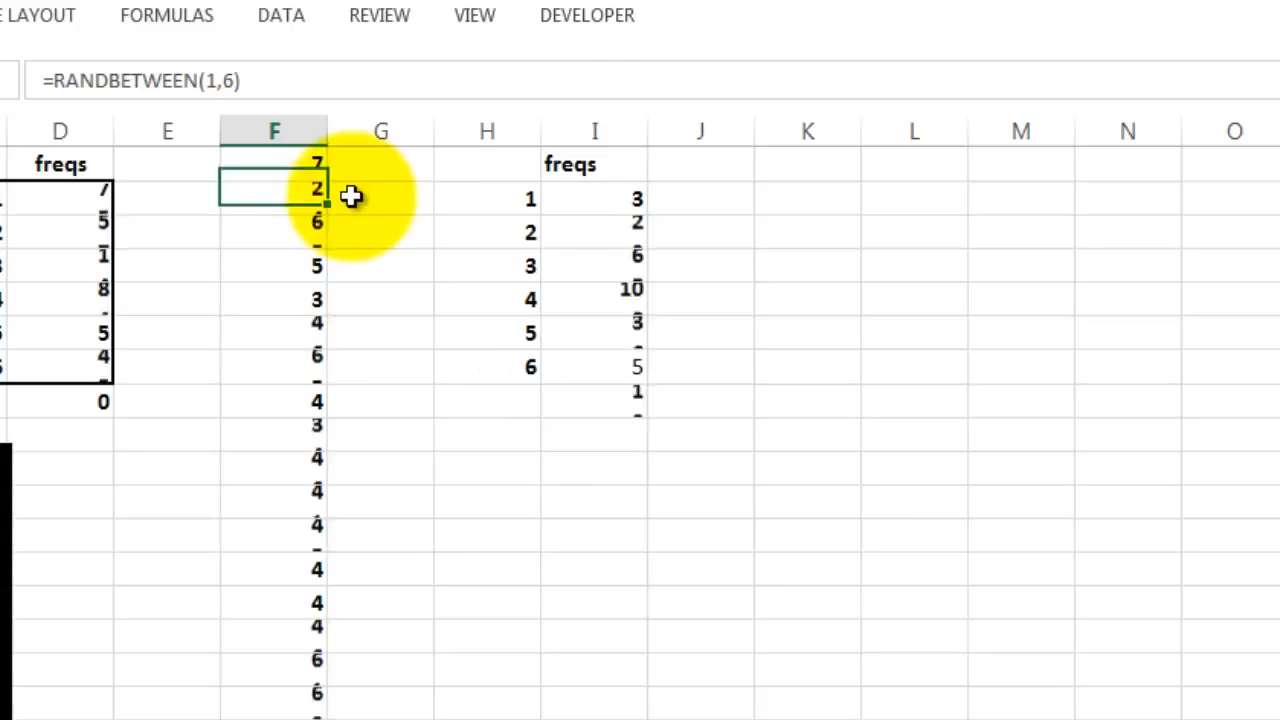 E LAYOUT FORMULAS DATA REVIEW VIEW DEVELOPER
=RANDBETWEEN(1,6)
D E F G H I J K L M N O
freqs 7 freqs
7 2 1 3
5 6 2 2
1 5 3 6
8 3 4 10
5 4 5 3
4 6 6 5
0 4 1
3
4
4
4
4
4
4
6
6